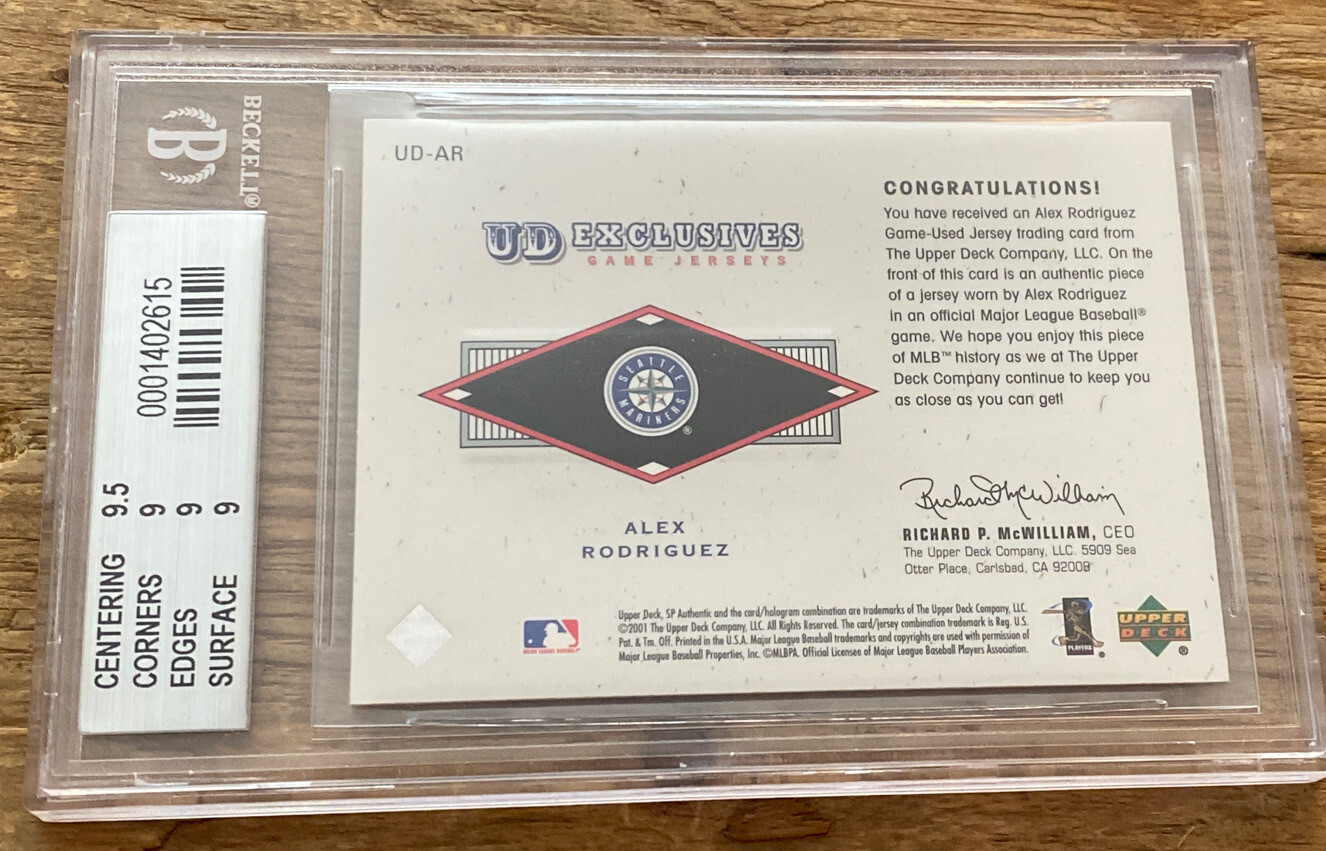 BECKETT®
B
0001402615
CENTERING 9.5
CORNERS 9
EDGES 9
SURFACE 9
UD-AR
UD EXCLUSIVES
GAME JERSEYS
SEATTLE
MARINERS
®
ALEX
RODRIGUEZ
CONGRATULATIONS!
You have received an Alex Rodriguez
Game-Used Jersey trading card from
The Upper Deck Company, LLC. On the
front of this card is an authentic piece
of a jersey worn by Alex Rodriguez
in an official Major League Baseball®
game. We hope you enjoy this piece
of MLB™ history as we at The Upper
Deck Company continue to keep you
as close as you can get!
Richard McWilliam
RICHARD P. McWILLIAM, CEO
The Upper Deck Company, LLC. 5909 Sea
Otter Place, Carlsbad, CA 92008
MAJOR LEAGUE BASEBALL®
Upper Deck, SP Authentic and the card/hologram combination are trademarks of The Upper Deck Company, LLC.
©2001 The Upper Deck Company, LLC. All Rights Reserved. The card/jersey combination trademark is Reg. U.S.
Pat. & Tm. Off. Printed in the U.S.A. Major League Baseball trademarks and copyrights are used with permission of
Major League Baseball Properties, Inc. ©MLBPA. Official Licensee of Major League Baseball Players Association.
PLAYERS
®
UPPER
DECK
®